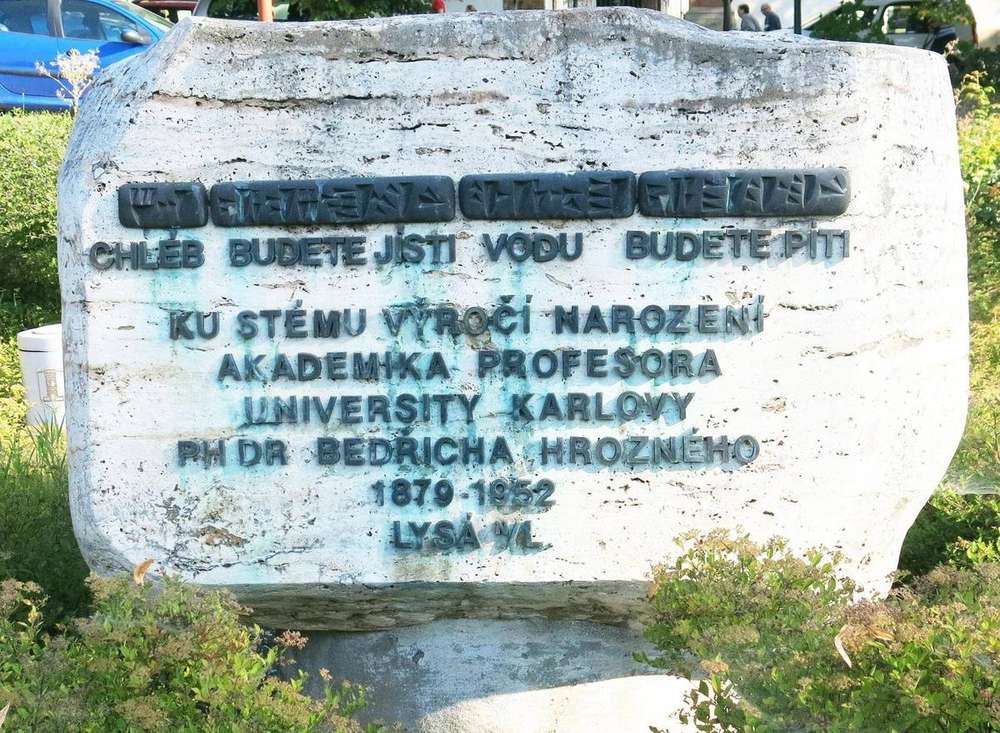 CHLÉB BUDETE JÍSTI VODU BUDETE PÍTI
KU STÉMU VÝROČÍ NAROZENÍ
AKADEMIKA PROFESORA
UNIVERSITY KARLOVY
PH DR BEDRICHA HROZNÉHO
1879-1952
LYSÁ N/L